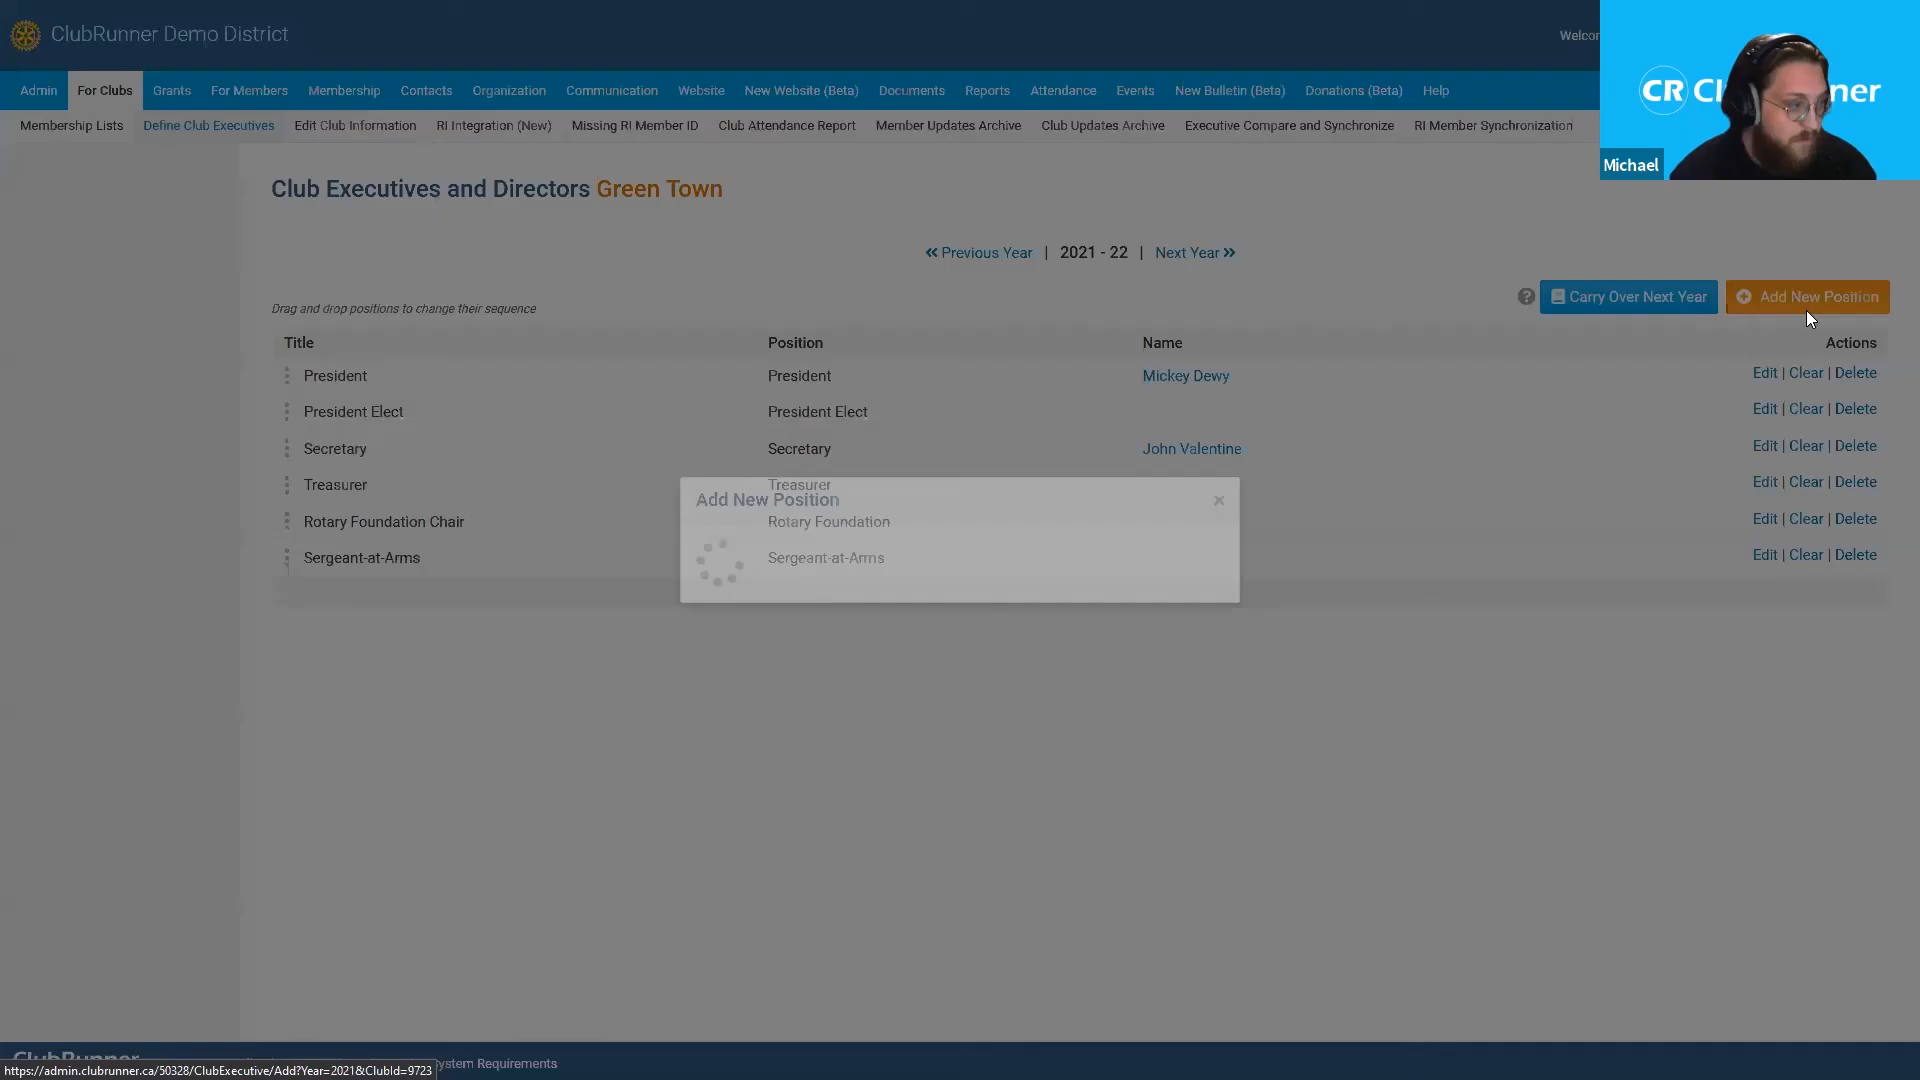 ClubRunner Demo District
Admin For Clubs Grants For Members Membership Contacts Organization Communication Website New Website (Beta) Documents Reports Attendance Events New Bulletin (Beta) Donations (Beta) Help
Membership Lists Define Club Executives Edit Club Information RI Integration (New) Missing RI Member ID Club Attendance Report Member Updates Archive Club Updates Archive Executive Compare and Synchronize RI Member Synchronization
CR
Michael
Club Executives and Directors Green Town
« Previous Year | 2021 - 22 | Next Year »
Drag and drop positions to change their sequence
? Carry Over Next Year Add New Position
Title Position Name Actions
President President Mickey Dewy Edit | Clear | Delete
President Elect President Elect Edit | Clear | Delete
Secretary Secretary John Valentine Edit | Clear | Delete
Treasurer Treasurer Edit | Clear | Delete
Add New Position ×
Rotary Foundation Chair Rotary Foundation Edit | Clear | Delete
Sergeant-at-Arms Sergeant-at-Arms Edit | Clear | Delete
ClubRunner Requirements
https://admin.clubrunner.ca/50328/ClubExecutive/Add?Year=2021&ClubId=9723